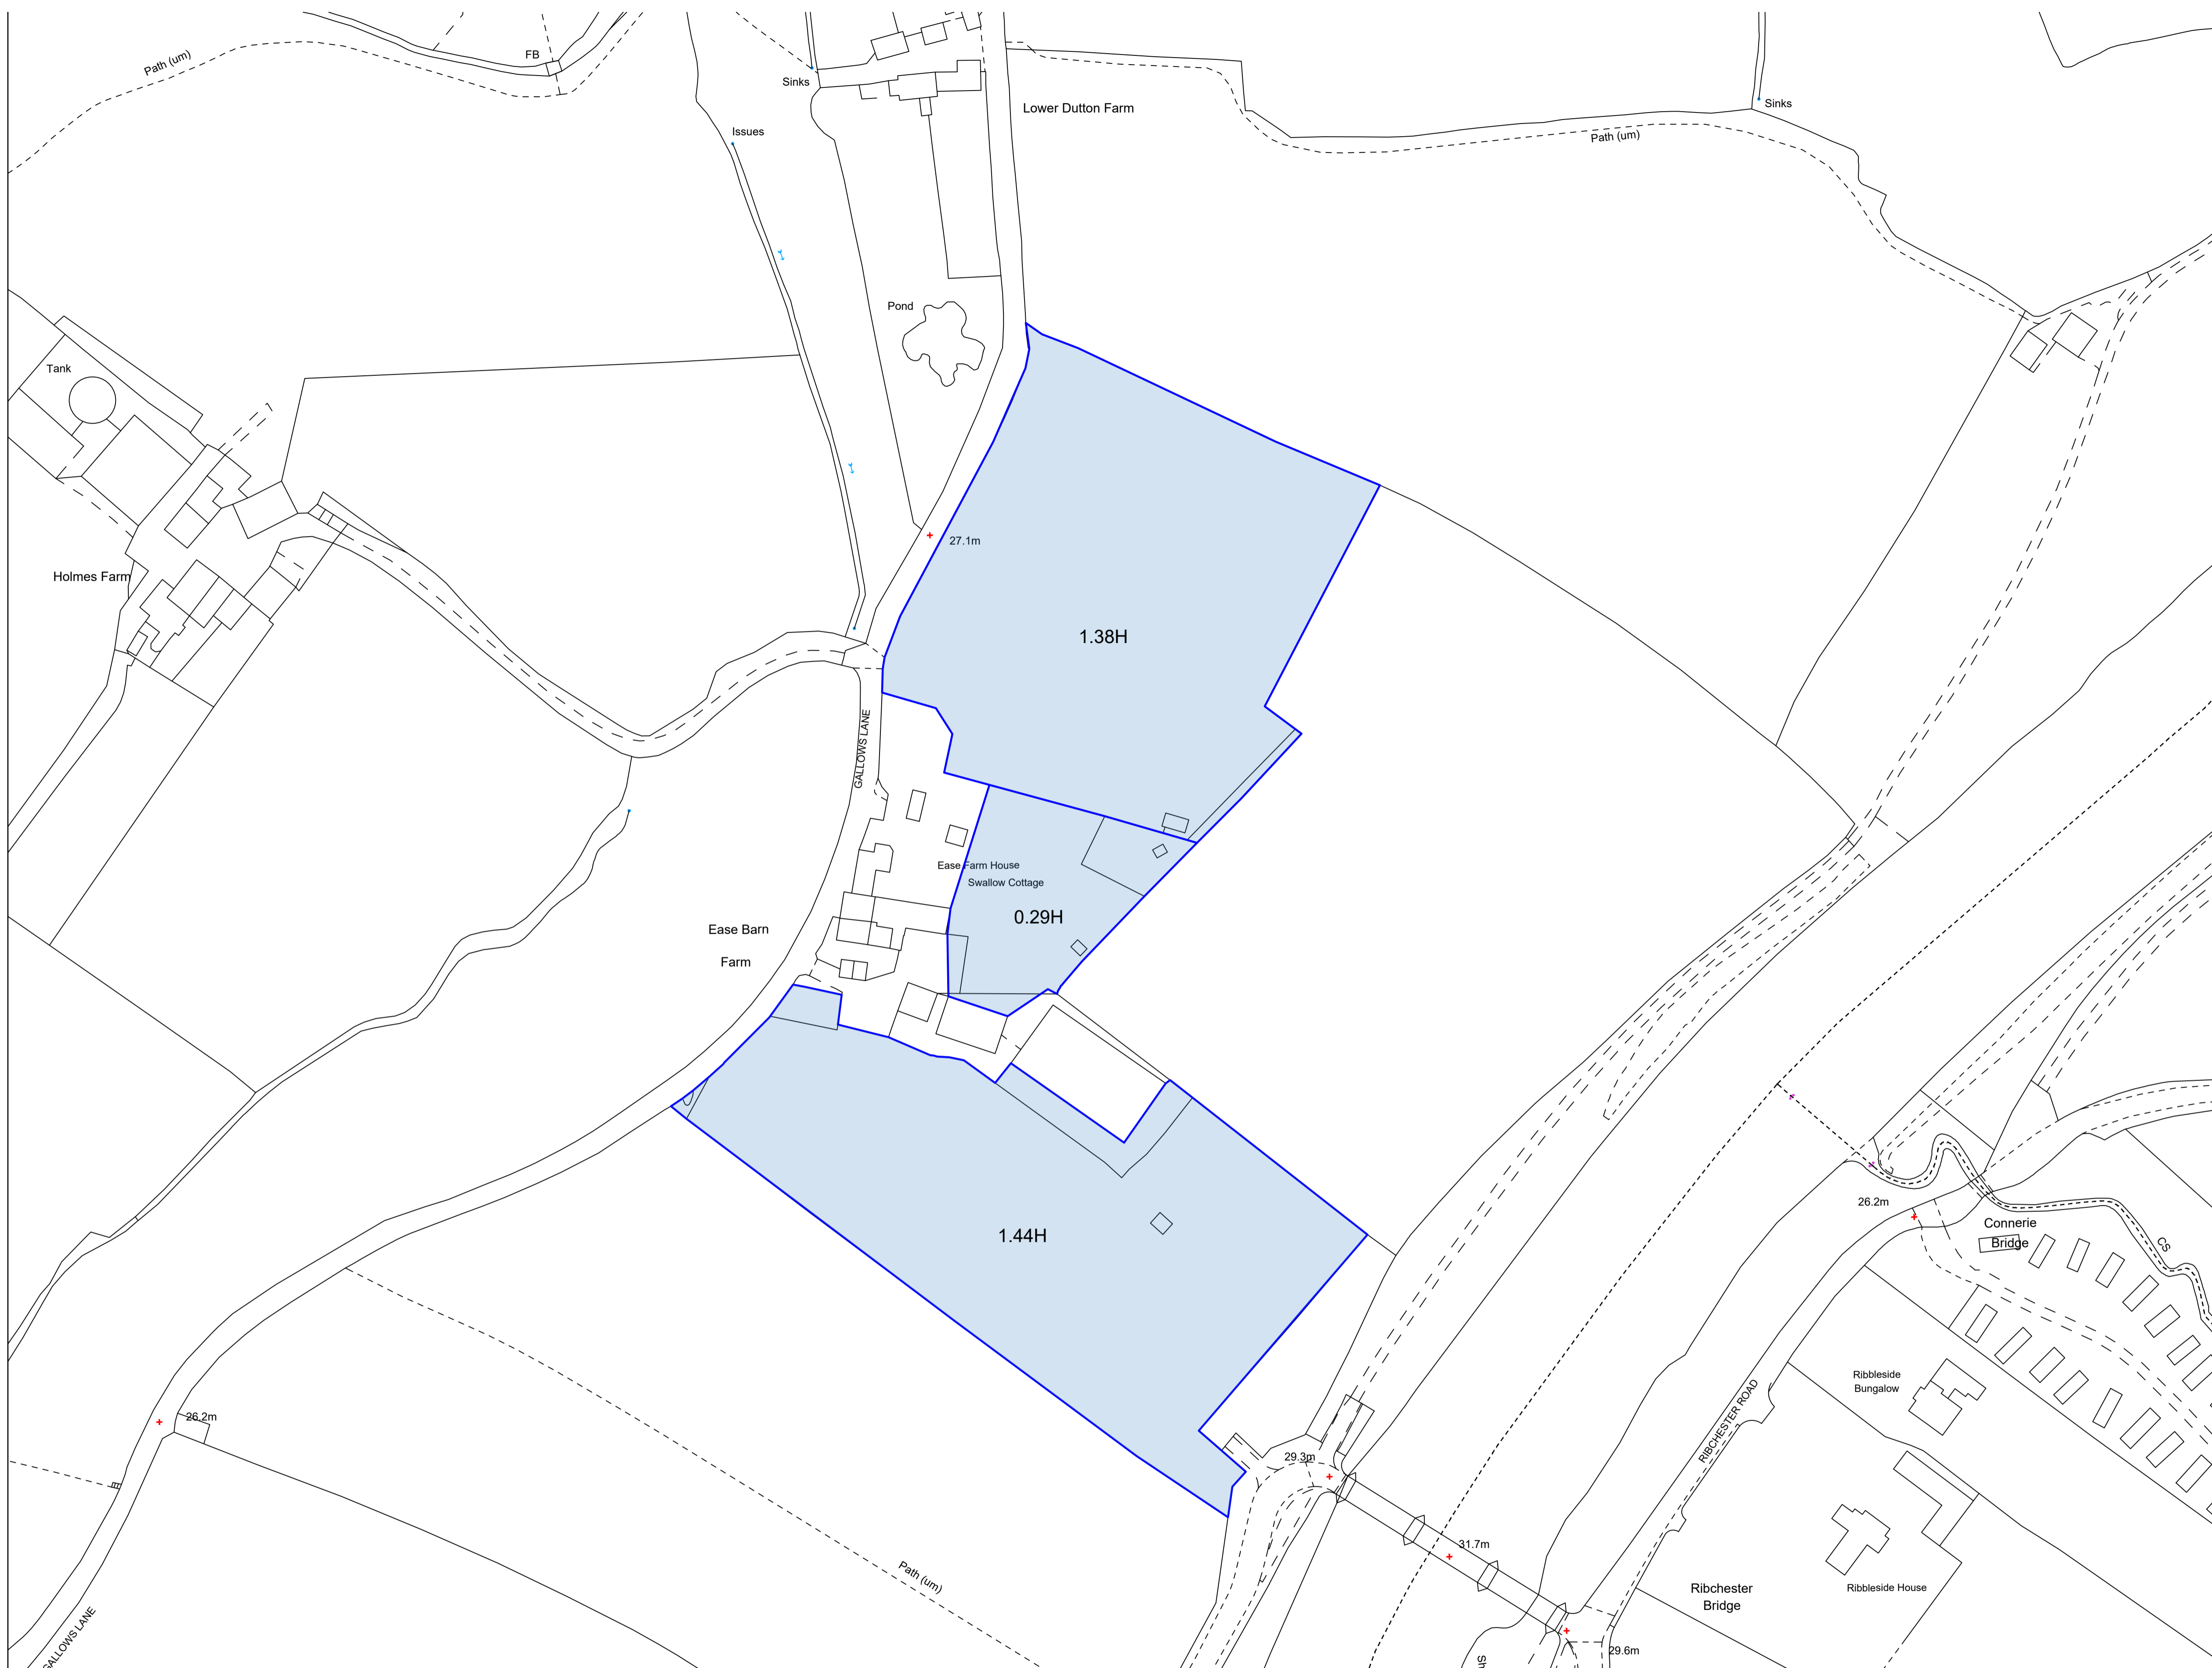 FB
Path (um)
Sinks
Lower Dutton Farm
Sinks
Issues
Path (um)
Pond
Tank
27.1m
Holmes Farm
1.38H
GALLOWS LANE
Ease Farm House
Swallow Cottage
0.29H
Ease Barn
Farm
26.2m
Connerie
Bridge
1.44H
CS
Ribbleside
Bungalow
RIBCHESTER ROAD
26.2m
29.3m
31.7m
Path (um)
Ribchester
Bridge
Ribbleside House
GALLOWS LANE
29.6m
Sh